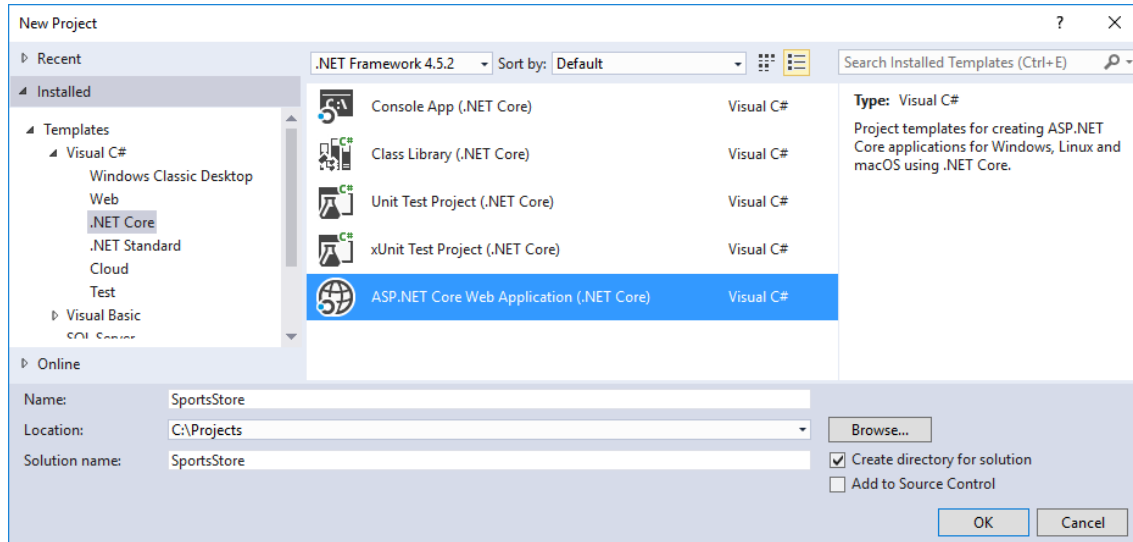 New Project
Recent
.NET Framework 4.5.2 Sort by: Default
Search Installed Templates (Ctrl+E)
Installed
Templates
Visual C#
Windows Classic Desktop
Web
.NET Core
.NET Standard
Cloud
Test
Visual Basic
SQL Server
Online
Console App (.NET Core) Visual C#
Class Library (.NET Core) Visual C#
Unit Test Project (.NET Core) Visual C#
xUnit Test Project (.NET Core) Visual C#
ASP.NET Core Web Application (.NET Core) Visual C#
Type: Visual C#
Project templates for creating ASP.NET
Core applications for Windows, Linux and
macOS using .NET Core.
Name: SportsStore
Location: C:\Projects
Browse...
Solution name: SportsStore
Create directory for solution
Add to Source Control
OK Cancel